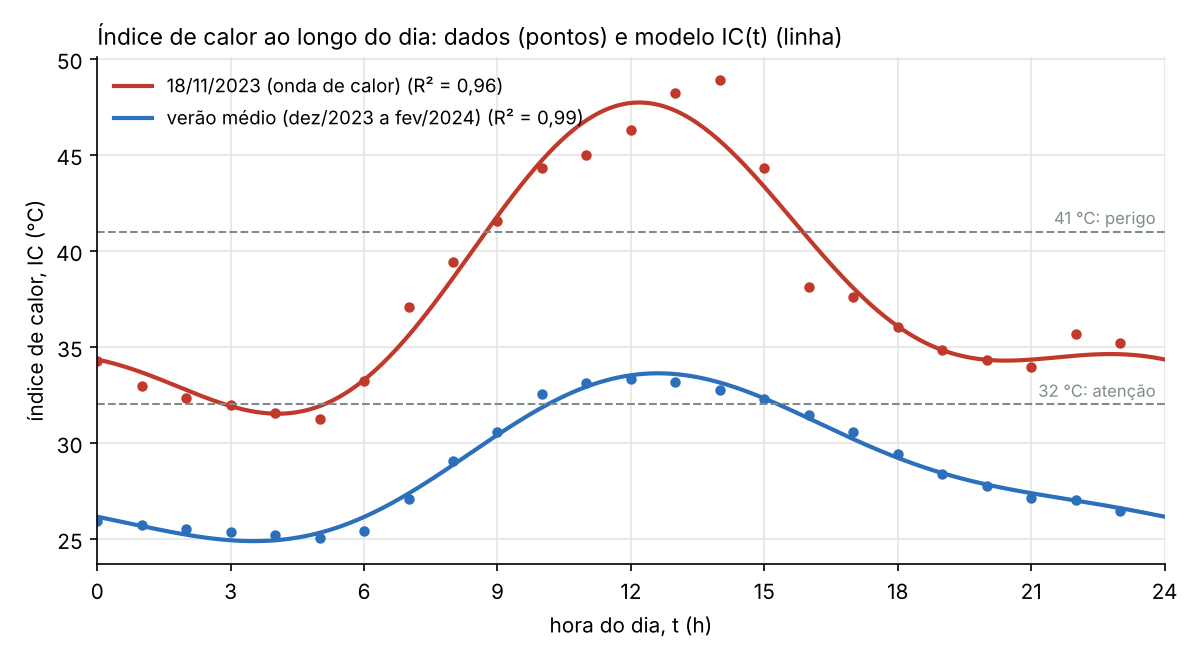 Índice de calor ao longo do dia: dados (pontos) e modelo IC(t) (linha)
18/11/2023 (onda de calor) (R² = 0,96)
verão médio (dez/2023 a fev/2024) (R² = 0,99)
índice de calor, IC (°C)
50
45
40
35
30
25
41 °C: perigo
32 °C: atenção
0 3 6 9 12 15 18 21 24
hora do dia, t (h)